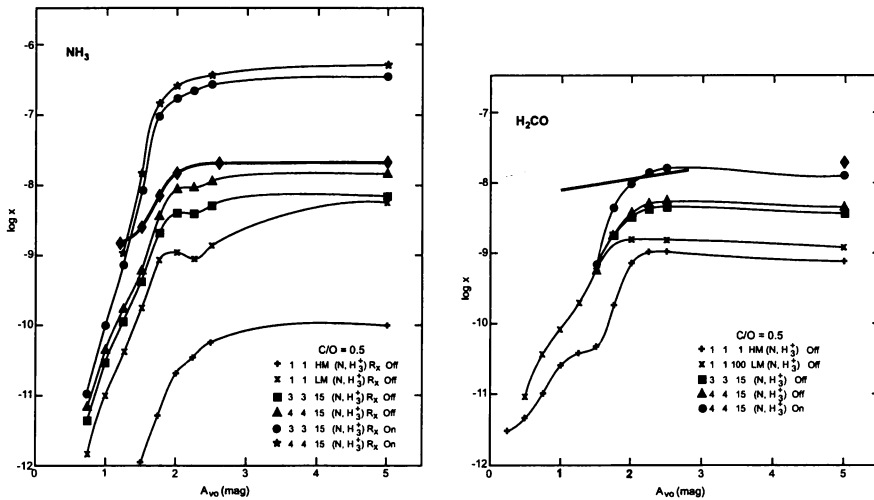 NH3
-6
-7
-8
-9
-10
-11
-12
log x
0
1
2
3
4
5
Avo (mag)
C/O = 0.5
1 1 HM (N, H3+) Rx Off
1 1 LM (N, H3+) Rx Off
3 3 15 (N, H3+) Rx Off
4 4 15 (N, H3+) Rx Off
3 3 15 (N, H3+) Rx On
4 4 15 (N, H3+) Rx On
H2CO
-7
-8
-9
-10
-11
-12
log x
0
1
2
3
4
5
Avo (mag)
C/O = 0.5
1 1 1 HM (N, H3+) Off
1 1 100 LM (N, H3+) Off
3 3 15 (N, H3+) Off
4 4 15 (N, H3+) Off
4 4 15 (N, H3+) On